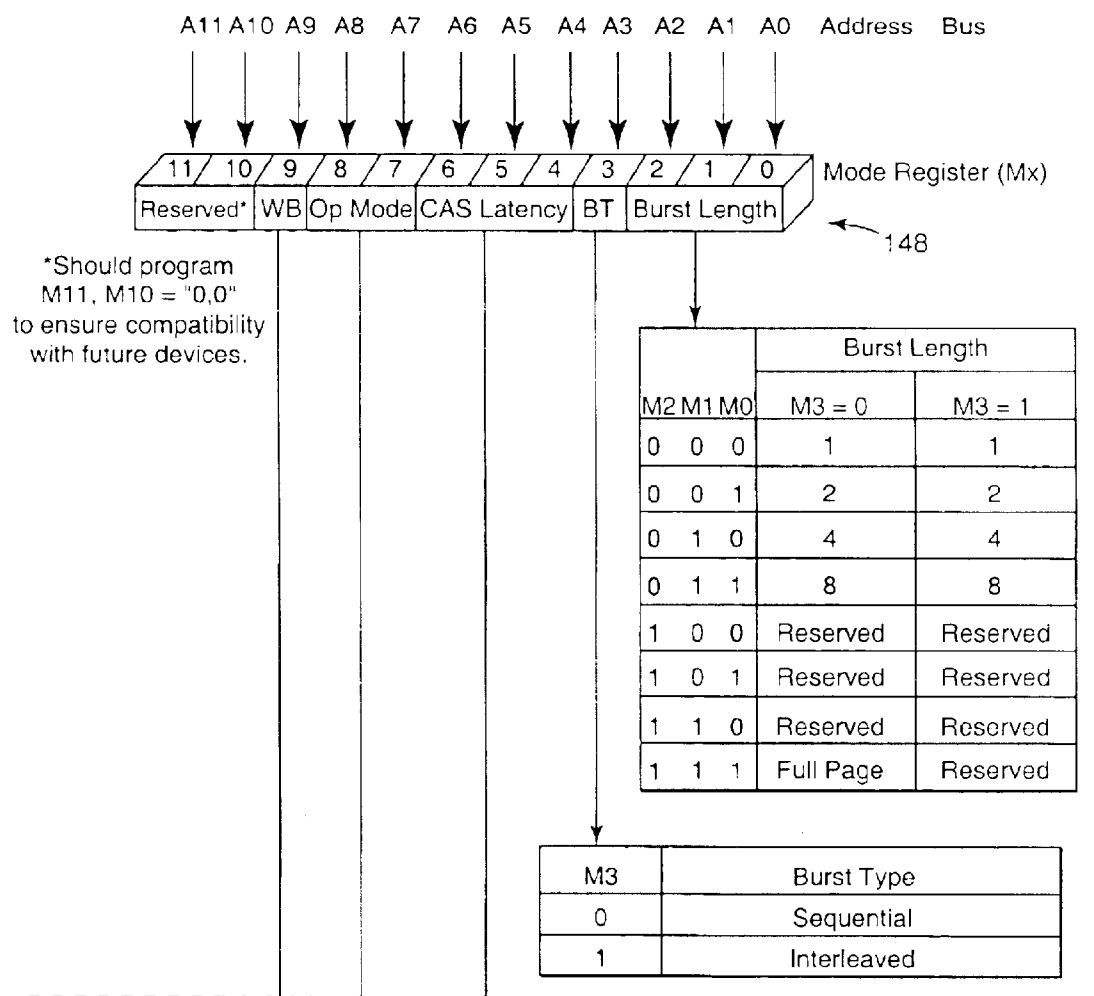 A11 A10 A9 A8 A7 A6 A5 A4 A3 A2 A1 A0 Address Bus
11 10 9 8 7 6 5 4 3 2 1 0 Mode Register (Mx)
Reserved* WB Op Mode CAS Latency BT Burst Length
148
*Should program
M11, M10 = "0,0"
to ensure compatibility
with future devices.
Burst Length
M2 M1 M0 M3 = 0 M3 = 1
0 0 0 1 1
0 0 1 2 2
0 1 0 4 4
0 1 1 8 8
1 0 0 Reserved Reserved
1 0 1 Reserved Reserved
1 1 0 Reserved Reserved
1 1 1 Full Page Reserved
M3 Burst Type
0 Sequential
1 Interleaved